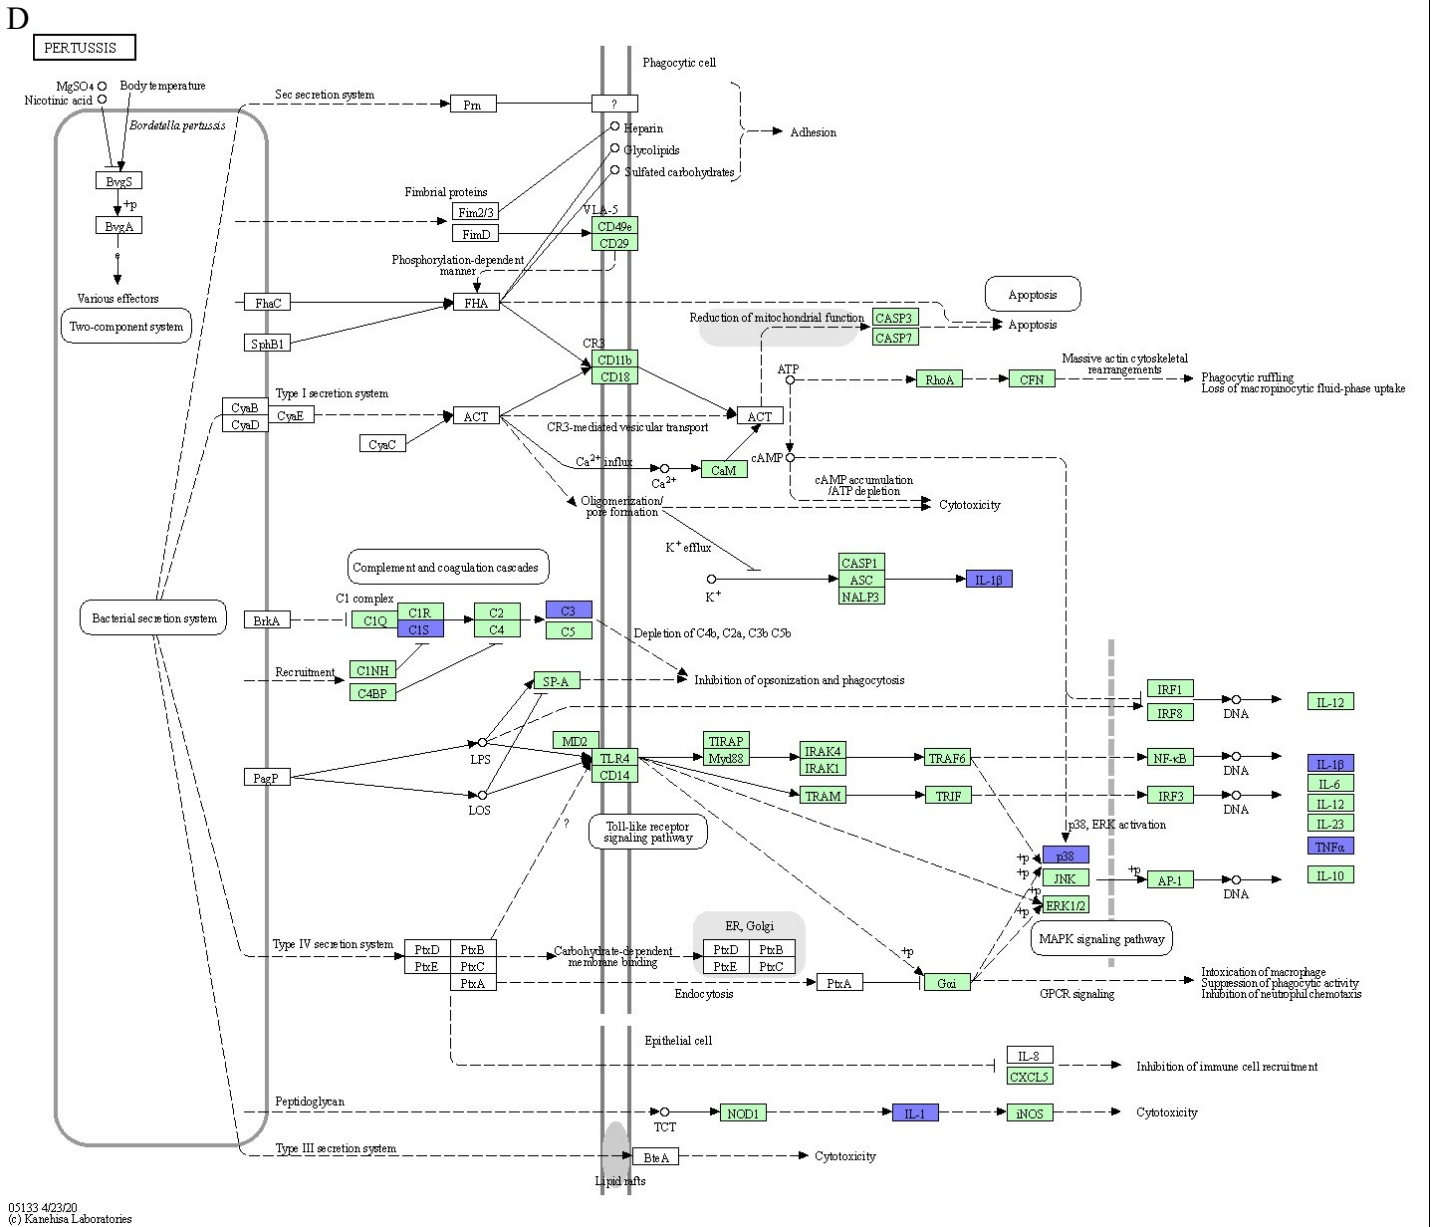 D
PERTUSSIS
MgSO4
Body temperature
Nicotinic acid
Bordetella pertussis
BvgS
+p
BvgA
e
Various effectors
Two-component system
Phagocytic cell
Sec secretion system
Prn
?
Heparin
Glycolipids
Sulfated carbohydrates
Adhesion
Fimbrial proteins
Fim2/3
FimD
VLA-5
CD49e
CD29
Phosphorylation-dependent
manner
FhaC
FHA
SphB1
CR3
CD11b
CD18
Reduction of mitochondrial function
CASP3
CASP7
Apoptosis
Apoptosis
ATP
RhoA
CFN
Massive actin cytoskeletal
rearrangements
Phagocytic ruffling
Loss of macropinocytic fluid-phase uptake
Type I secretion system
CyaB
CyaD
CyaE
CyaC
ACT
ACT
CR3-mediated vesicular transport
Ca2+ influx
Ca2+
CaM
cAMP
cAMP accumulation
/ATP depletion
Cytotoxicity
Oligomerization/
pore formation
K+ efflux
K+
CASP1
ASC
NALP3
IL-1β
Complement and coagulation cascades
Bacterial secretion system
BrkA
C1 complex
C1Q
C1R
C1S
C2
C4
C3
C5
Depletion of C4b, C2a, C3b C5b
Recruitment
C1NH
C4BP
SP-A
Inhibition of opsonization and phagocytosis
IRF1
IRF8
DNA
IL-12
LPS
MD2
TLR4
CD14
TIRAP
Myd88
IRAK4
IRAK1
TRAF6
NF-κB
DNA
IL-1β
IL-6
IL-12
IL-23
TNFα
IL-10
PagP
LOS
TRAM
TRIF
IRF3
DNA
?
Toll-like receptor
signaling pathway
p38, ERK activation
+p
p38
+p
JNK
+p
+p
ERK1/2
+p
AP-1
DNA
MAPK signaling pathway
Type IV secretion system
PtxD
PtxB
PtxE
PtxC
PtxA
Carbohydrate-dependent
membrane binding
ER, Golgi
PtxD
PtxB
PtxE
PtxC
Endocytosis
PtxA
+p
Gαi
GPCR signaling
Intoxication of macrophage
Suppression of phagocytic activity
Inhibition of neutrophil chemotaxis
Epithelial cell
IL-8
CXCL5
Inhibition of immune cell recruitment
Peptidoglycan
TCT
NOD1
IL-1
iNOS
Cytotoxicity
Type III secretion system
BteA
Cytotoxicity
Lipid rafts
05133 4/23/20
(c) Kanehisa Laboratories